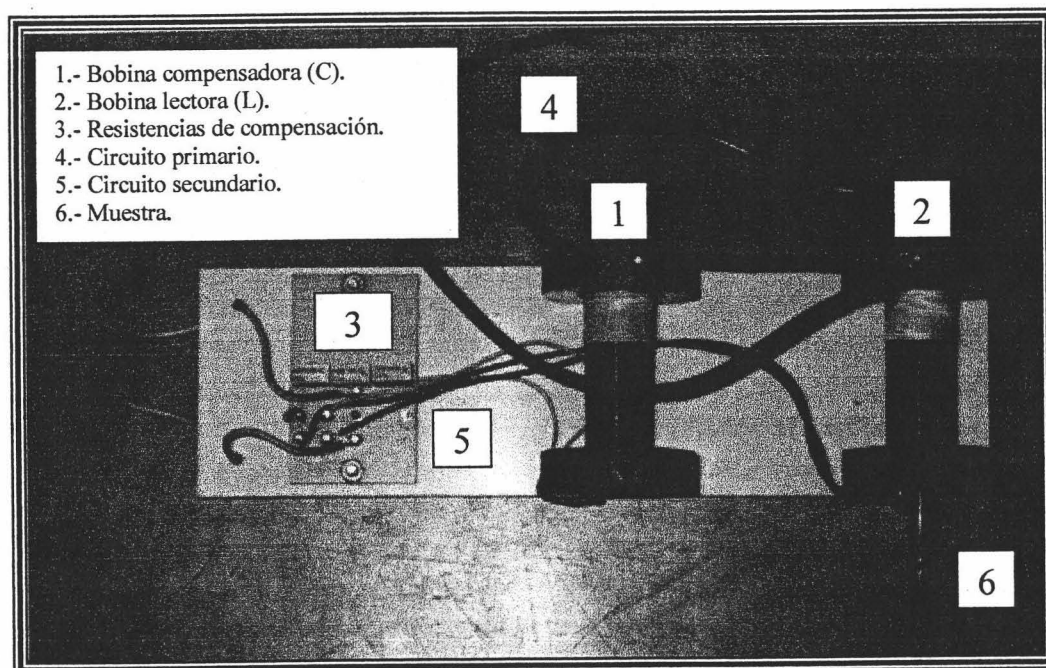 1.- Bobina compensadora (C).
2.- Bobina lectora (L).
3.- Resistencias de compensación.
4.- Circuito primario.
5.- Circuito secundario.
6.- Muestra.
4
1
2
3
5
6